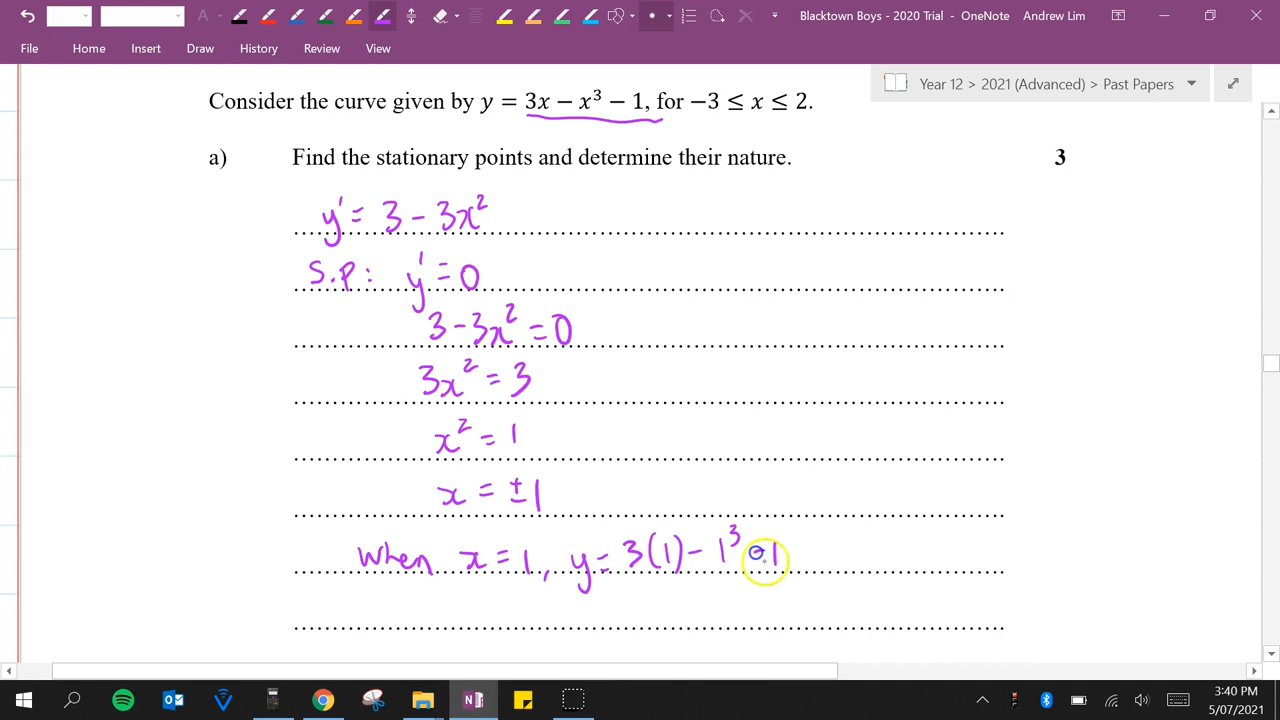 Blacktown Boys - 2020 Trial - OneNote
Andrew Lim
File Home Insert Draw History Review View
Year 12 > 2021 (Advanced) > Past Papers
Consider the curve given by y = 3x − x³ − 1, for −3 ≤ x ≤ 2.
a) Find the stationary points and determine their nature. 3
y' = 3 - 3x²
S.P: y' = 0
3 - 3x² = 0
3x² = 3
x² = 1
x = ±1
When x = 1, y = 3(1) - 1³ - 1
3:40 PM
5/07/2021